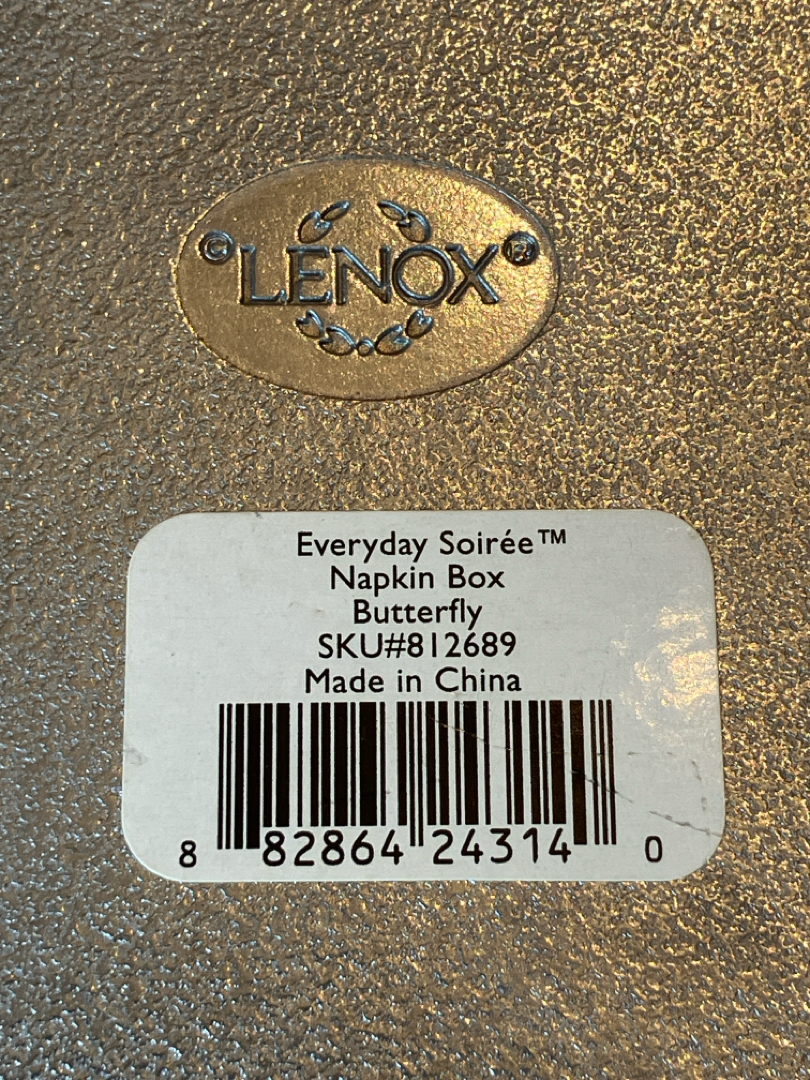 © LENOX ®
Everyday Soirée™
Napkin Box
Butterfly
SKU#812689
Made in China
8 82864 24314 0